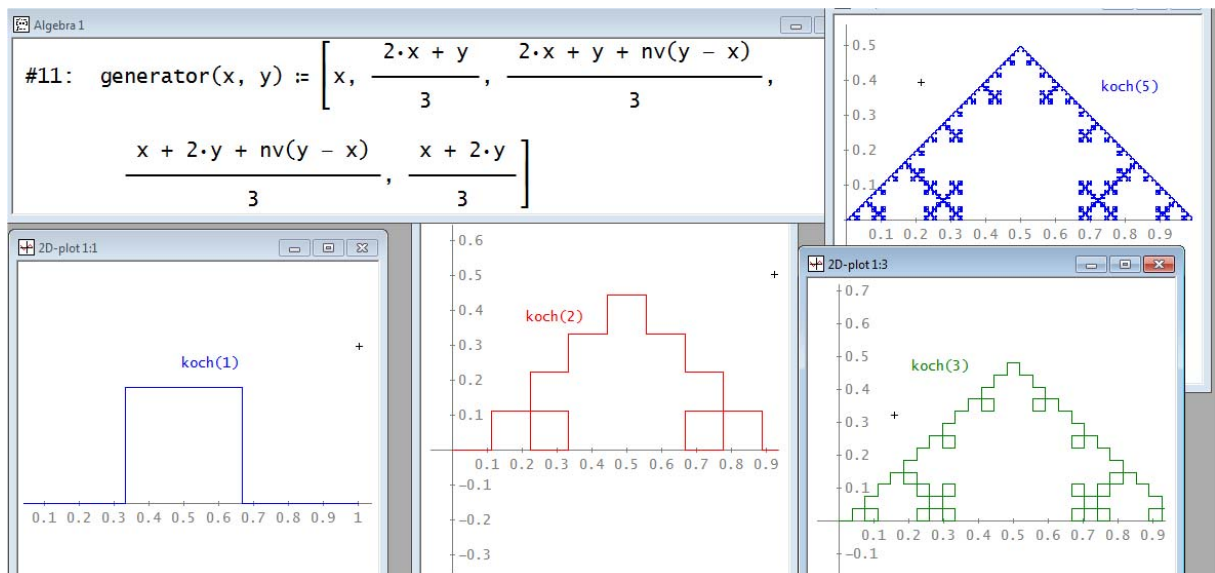 Algebra 1
#11: generator(x, y) ≔ [x, (2·x + y)/3, (2·x + y + nv(y − x))/3,
(x + 2·y + nv(y − x))/3, (x + 2·y)/3]
0.5
0.4
koch(5)
0.3
0.2
0.1
0.1 0.2 0.3 0.4 0.5 0.6 0.7 0.8 0.9
2D-plot 1:1
koch(1)
0.1 0.2 0.3 0.4 0.5 0.6 0.7 0.8 0.9 1
0.6
0.5
0.4
koch(2)
0.3
0.2
0.1
0.1 0.2 0.3 0.4 0.5 0.6 0.7 0.8 0.9
−0.1
−0.2
−0.3
2D-plot 1:3
0.7
0.6
0.5
koch(3)
0.4
0.3
0.2
0.1
0.1 0.2 0.3 0.4 0.5 0.6 0.7 0.8 0.9
−0.1